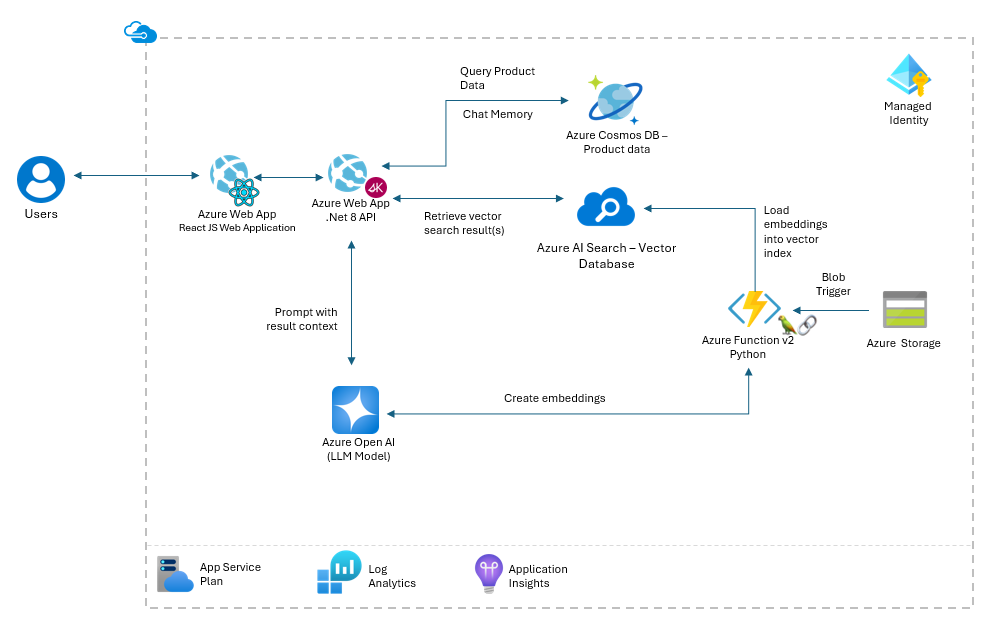 Query Product
Data
Chat Memory
Azure Cosmos DB –
Product data
Managed
Identity
Users
Azure Web App
React JS Web Application
Azure Web App
.Net 8 API
Retrieve vector
search result(s)
Azure AI Search – Vector
Database
Load
embeddings
into vector
index
Blob
Trigger
Prompt with
result context
Azure Function v2
Python
Azure Storage
Create embeddings
Azure Open AI
(LLM Model)
App Service
Plan
Log
Analytics
Application
Insights